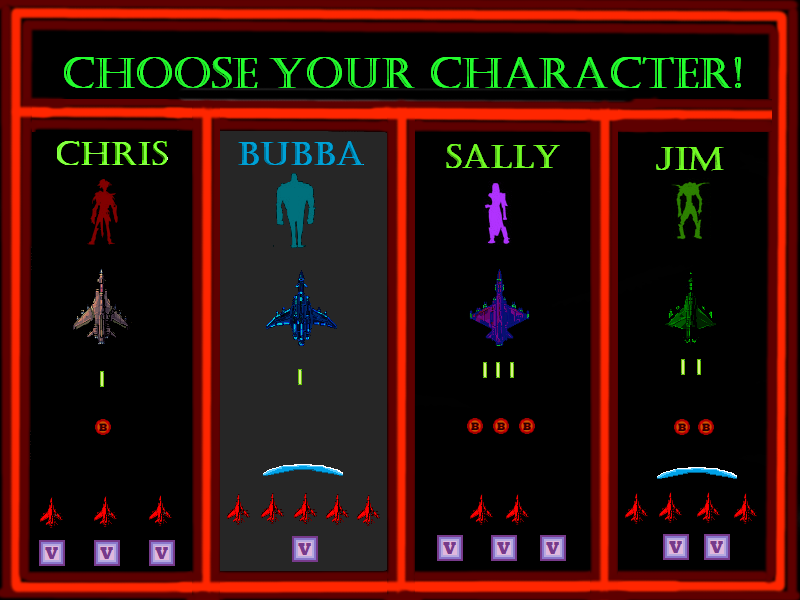 CHOOSE YOUR CHARACTER!
CHRIS BUBBA SALLY JIM
B B B B B B
V V V V V V V V V